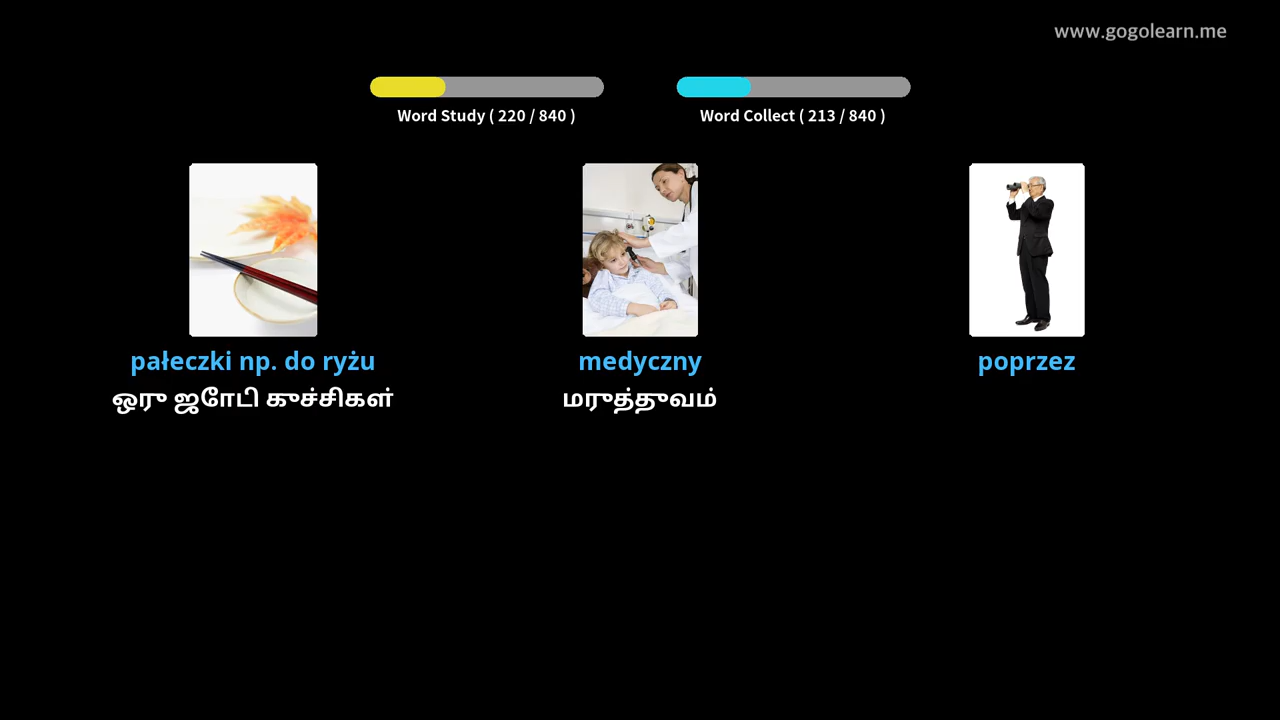 www.gogolearn.me
Word Study ( 220 / 840 )
Word Collect ( 213 / 840 )
pałeczki np. do ryżu
ஒரு ஜோடி குச்சிகள்
medyczny
மருத்துவம்
poprzez